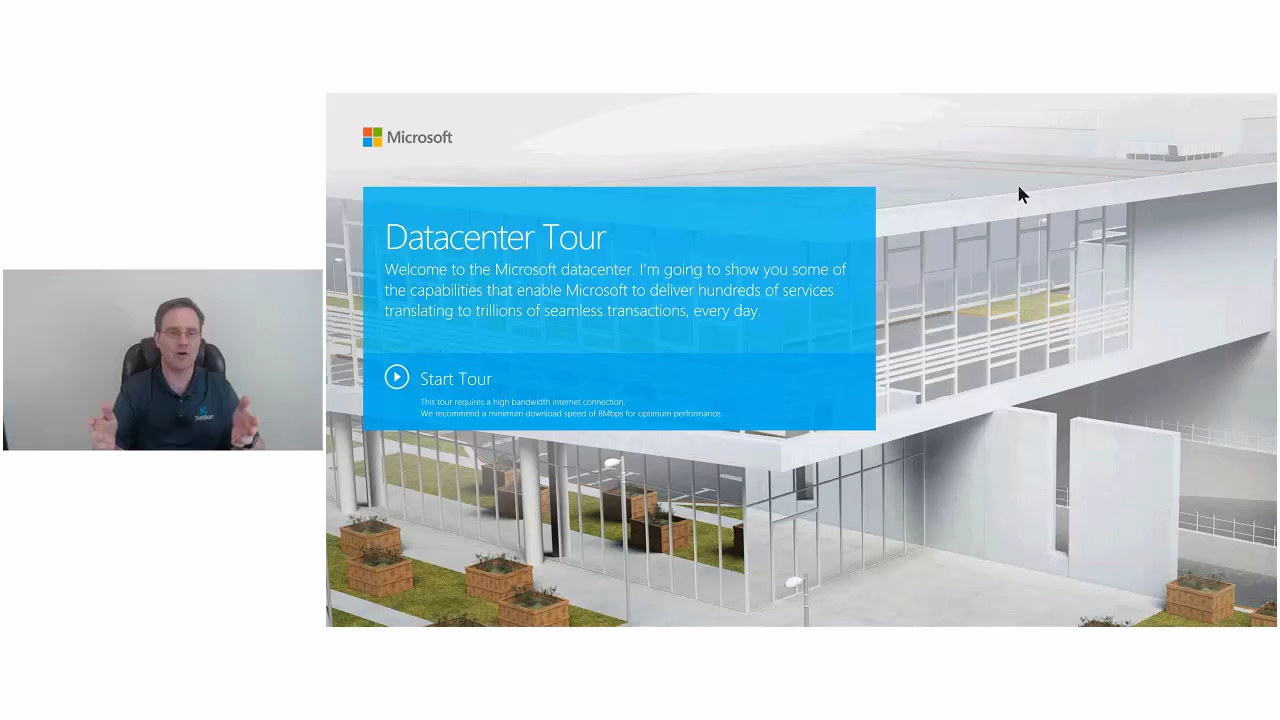 Microsoft
Datacenter Tour
Welcome to the Microsoft datacenter. I'm going to show you some of
the capabilities that enable Microsoft to deliver hundreds of services
translating to trillions of seamless transactions, every day.
Start Tour
This tour requires a high bandwidth internet connection.
We recommend a minimum download speed of 8Mbps for optimum performance.